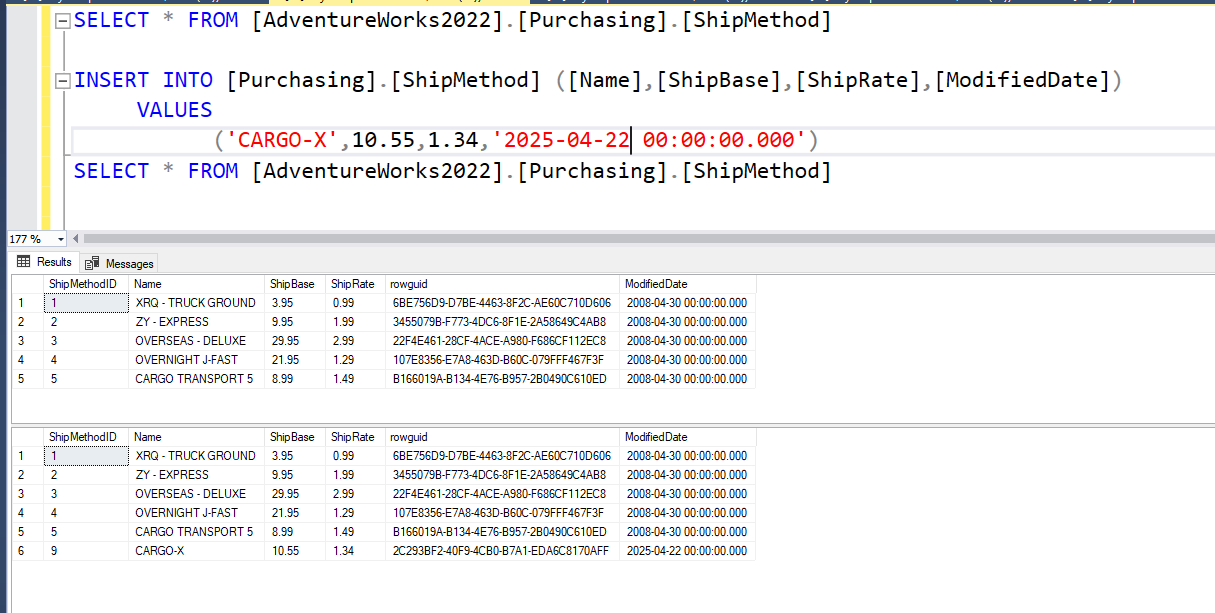 SELECT * FROM [AdventureWorks2022].[Purchasing].[ShipMethod]
INSERT INTO [Purchasing].[ShipMethod] ([Name],[ShipBase],[ShipRate],[ModifiedDate])
VALUES
('CARGO-X',10.55,1.34,'2025-04-22 00:00:00.000')
SELECT * FROM [AdventureWorks2022].[Purchasing].[ShipMethod]
177 %
Results Messages
ShipMethodID Name ShipBase ShipRate rowguid ModifiedDate
1 1 XRQ - TRUCK GROUND 3.95 0.99 6BE756D9-D7BE-4463-8F2C-AE60C710D606 2008-04-30 00:00:00.000
2 2 ZY - EXPRESS 9.95 1.99 3455079B-F773-4DC6-8F1E-2A58649C4AB8 2008-04-30 00:00:00.000
3 3 OVERSEAS - DELUXE 29.95 2.99 22F4E461-28CF-4ACE-A980-F686CF112EC8 2008-04-30 00:00:00.000
4 4 OVERNIGHT J-FAST 21.95 1.29 107E8356-E7A8-463D-B60C-079FFF467F3F 2008-04-30 00:00:00.000
5 5 CARGO TRANSPORT 5 8.99 1.49 B166019A-B134-4E76-B957-2B0490C610ED 2008-04-30 00:00:00.000
ShipMethodID Name ShipBase ShipRate rowguid ModifiedDate
1 1 XRQ - TRUCK GROUND 3.95 0.99 6BE756D9-D7BE-4463-8F2C-AE60C710D606 2008-04-30 00:00:00.000
2 2 ZY - EXPRESS 9.95 1.99 3455079B-F773-4DC6-8F1E-2A58649C4AB8 2008-04-30 00:00:00.000
3 3 OVERSEAS - DELUXE 29.95 2.99 22F4E461-28CF-4ACE-A980-F686CF112EC8 2008-04-30 00:00:00.000
4 4 OVERNIGHT J-FAST 21.95 1.29 107E8356-E7A8-463D-B60C-079FFF467F3F 2008-04-30 00:00:00.000
5 5 CARGO TRANSPORT 5 8.99 1.49 B166019A-B134-4E76-B957-2B0490C610ED 2008-04-30 00:00:00.000
6 9 CARGO-X 10.55 1.34 2C293BF2-40F9-4CB0-B7A1-EDA6C8170AFF 2025-04-22 00:00:00.000